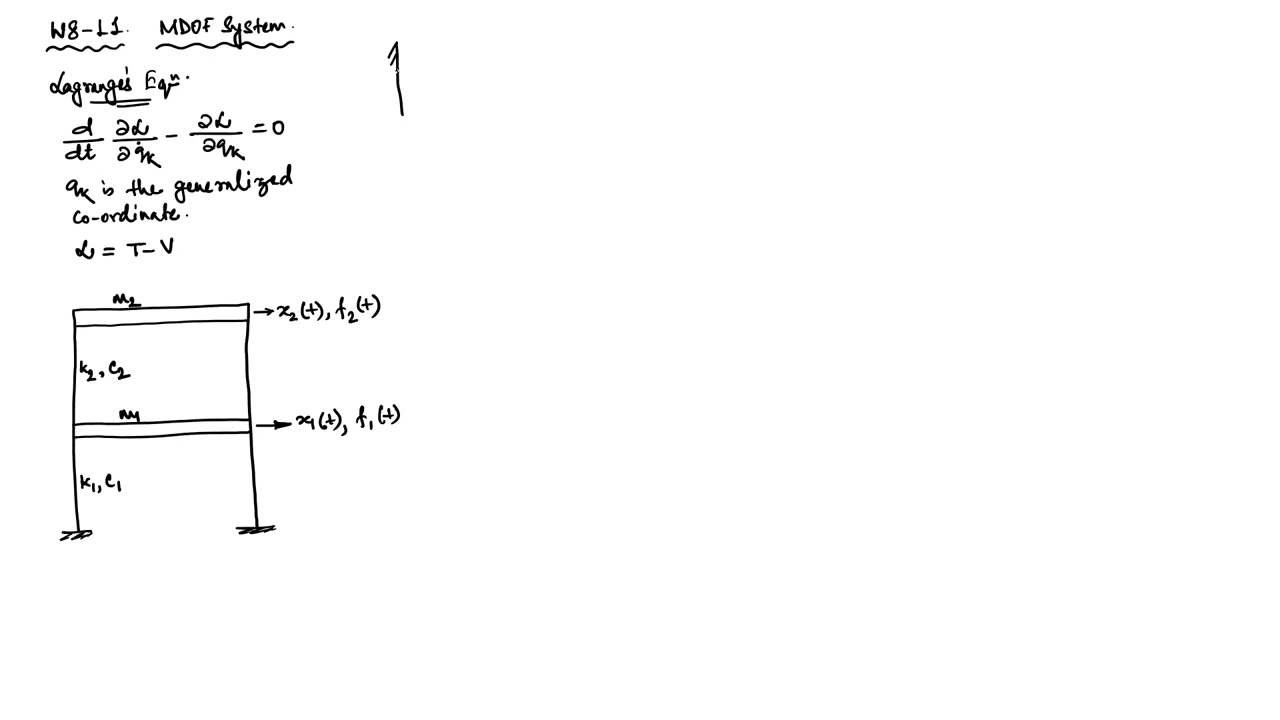 W8-L1. MDOF System.
Lagrange's Eqⁿ.
d/dt ∂ℒ/∂q̇ₖ - ∂ℒ/∂qₖ = 0
qₖ is the generalized
co-ordinate.
ℒ = T-V
m₂
→ x₂(t), f₂(t)
k₂, c₂
m₁
→ x₁(t), f₁(t)
k₁, c₁